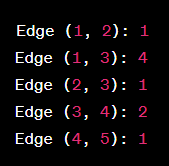 Edge (1, 2): 1
Edge (1, 3): 4
Edge (2, 3): 1
Edge (3, 4): 2
Edge (4, 5): 1